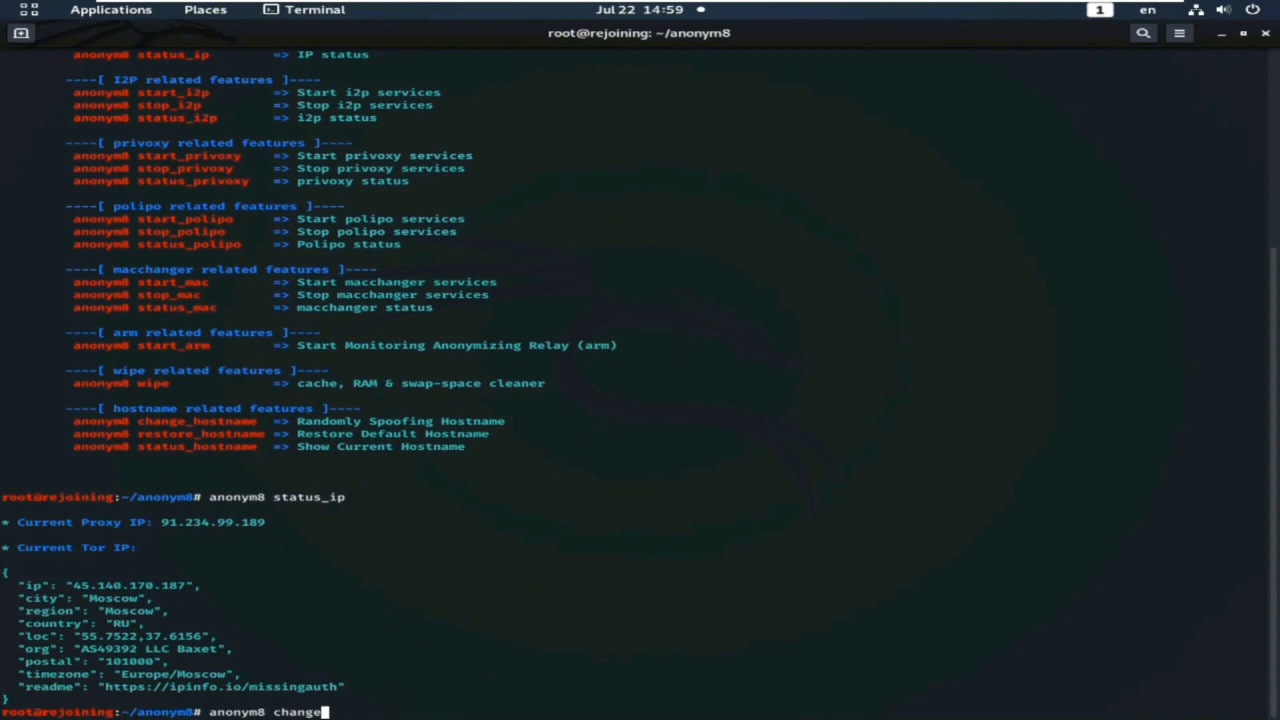 Applications Places Terminal Jul 22 14:59 1 en
root@rejoining: ~/anonym8
anonym8 status_ip => IP status
----[ I2P related features ]----
anonym8 start_i2p => Start i2p services
anonym8 stop_i2p => Stop i2p services
anonym8 status_i2p => i2p status
----[ privoxy related features ]----
anonym8 start_privoxy => Start privoxy services
anonym8 stop_privoxy => Stop privoxy services
anonym8 status_privoxy => privoxy status
----[ polipo related features ]----
anonym8 start_polipo => Start polipo services
anonym8 stop_polipo => Stop polipo services
anonym8 status_polipo => Polipo status
----[ macchanger related features ]----
anonym8 start_mac => Start macchanger services
anonym8 stop_mac => Stop macchanger services
anonym8 status_mac => macchanger status
----[ arm related features ]----
anonym8 start_arm => Start Monitoring Anonymizing Relay (arm)
----[ wipe related features ]----
anonym8 wipe => cache, RAM & swap-space cleaner
----[ hostname related features ]----
anonym8 change_hostname => Randomly Spoofing Hostname
anonym8 restore_hostname => Restore Default Hostname
anonym8 status_hostname => Show Current Hostname
root@rejoining:~/anonym8# anonym8 status_ip
* Current Proxy IP: 91.234.99.189
* Current Tor IP:
{
"ip": "45.140.170.187",
"city": "Moscow",
"region": "Moscow",
"country": "RU",
"loc": "55.7522,37.6156",
"org": "AS49392 LLC Baxet",
"postal": "101000",
"timezone": "Europe/Moscow",
"readme": "https://ipinfo.io/missingauth"
}
root@rejoining:~/anonym8# anonym8 change